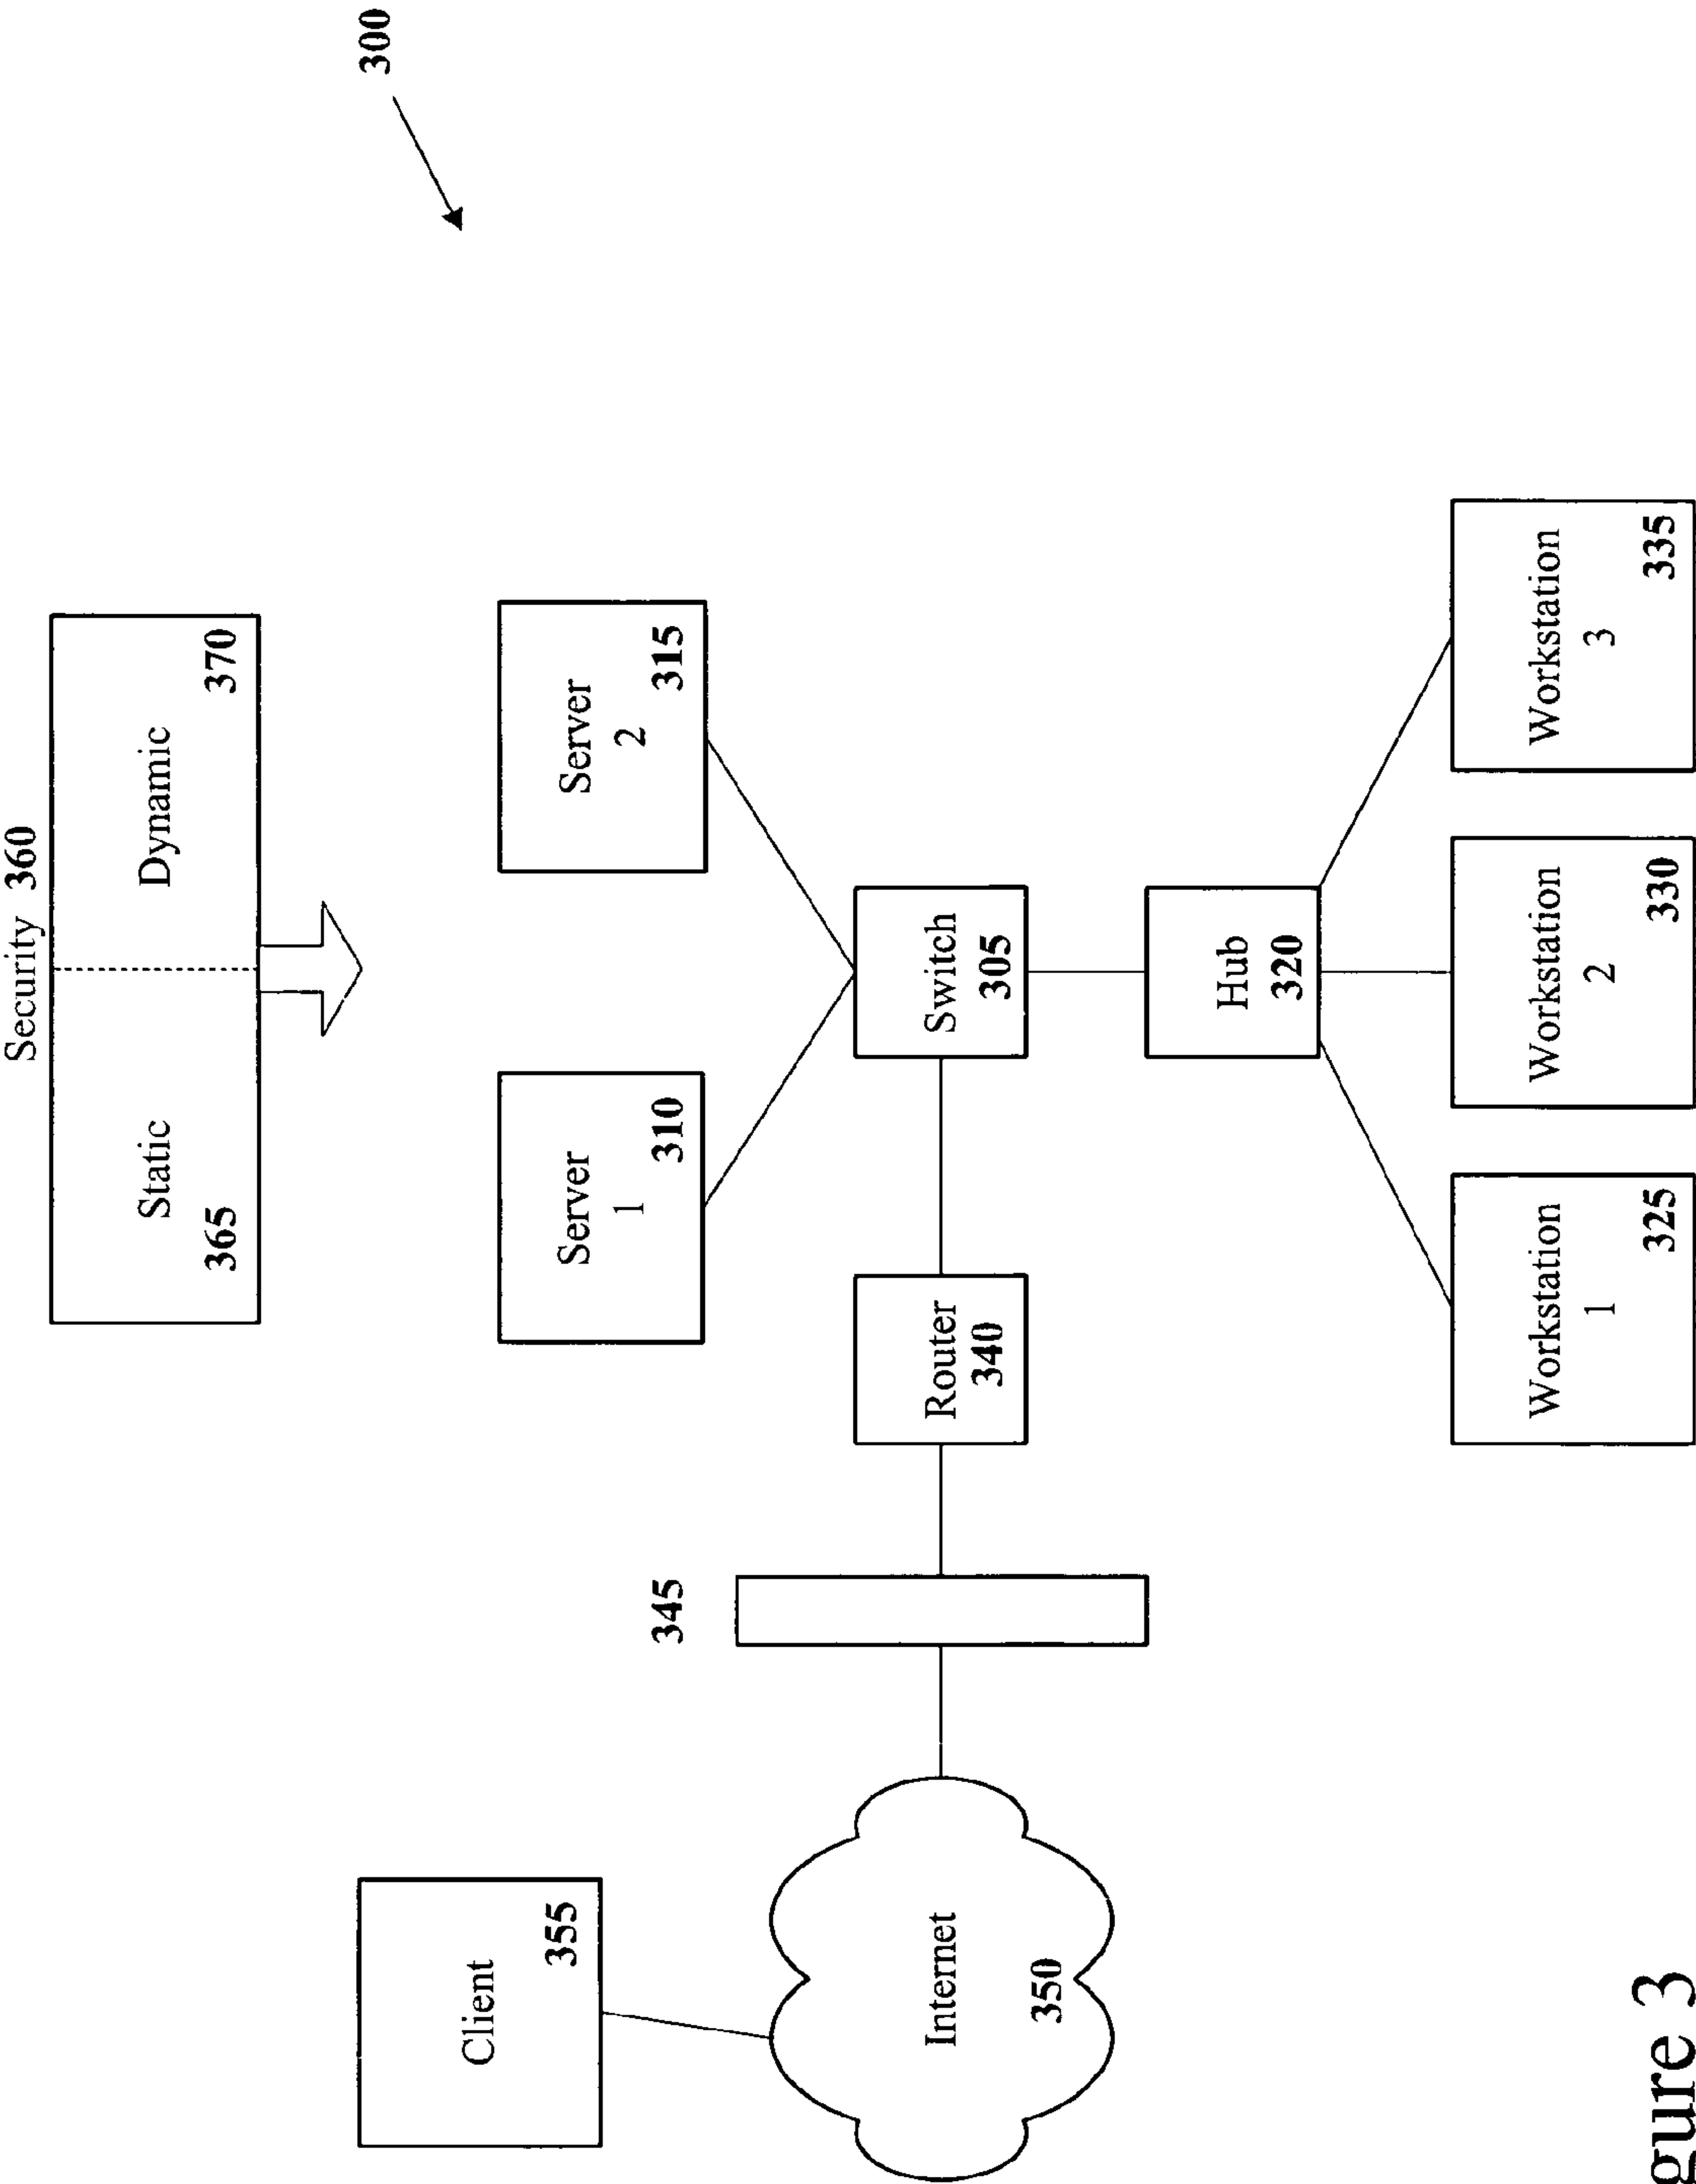 300
Security 360
Static
365
Dynamic
370
Server
1
310
Server
2
315
Client
355
345
Router
340
Switch
305
Internet
350
Hub
320
Workstation
1
325
Workstation
2
330
Workstation
3
335
gure 3